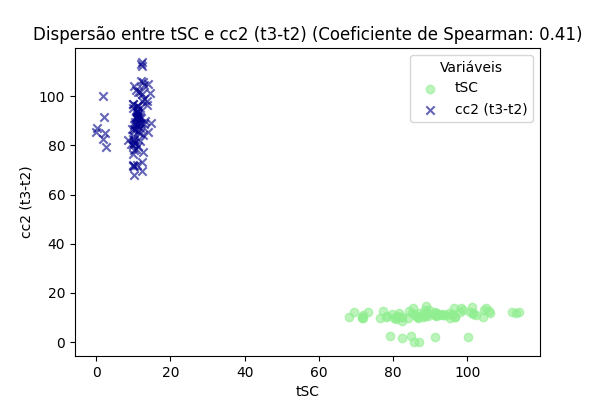 Dispersão entre tSC e cc2 (t3-t2) (Coeficiente de Spearman: 0.41)
Variáveis
tSC
cc2 (t3-t2)
cc2 (t3-t2)
100
80
60
40
20
0
0 20 40 60 80 100
tSC